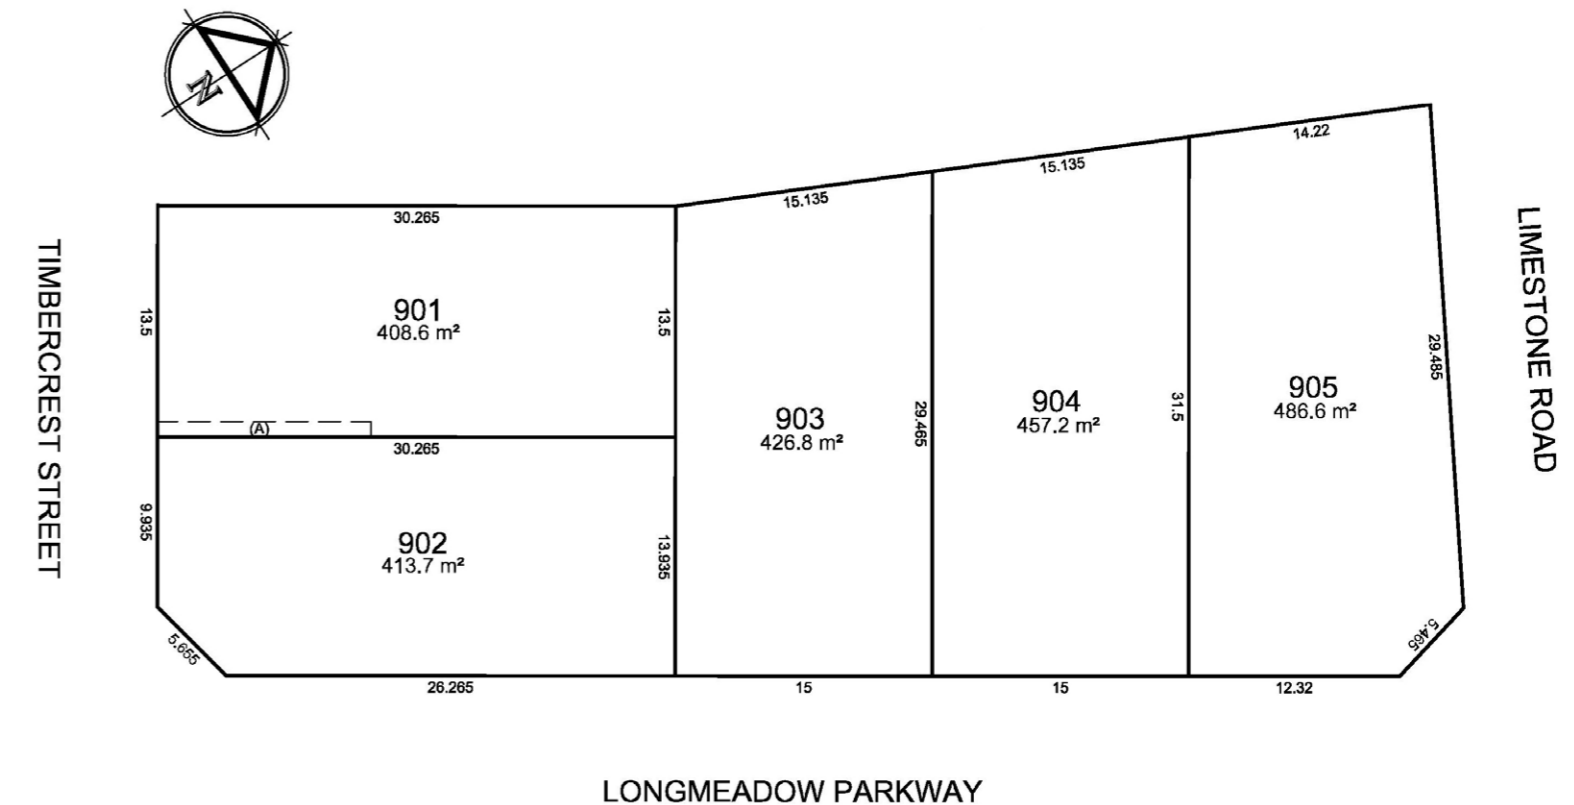 N
14.22
15.135
15.135
30.265
901
408.6 m²
13.5
13.5
(A)
30.265
902
413.7 m²
9.935
13.935
5.655
26.265
903
426.8 m²
29.465
15
904
457.2 m²
31.5
15
905
486.6 m²
29.485
5.465
12.32
TIMBERCREST STREET
LIMESTONE ROAD
LONGMEADOW PARKWAY